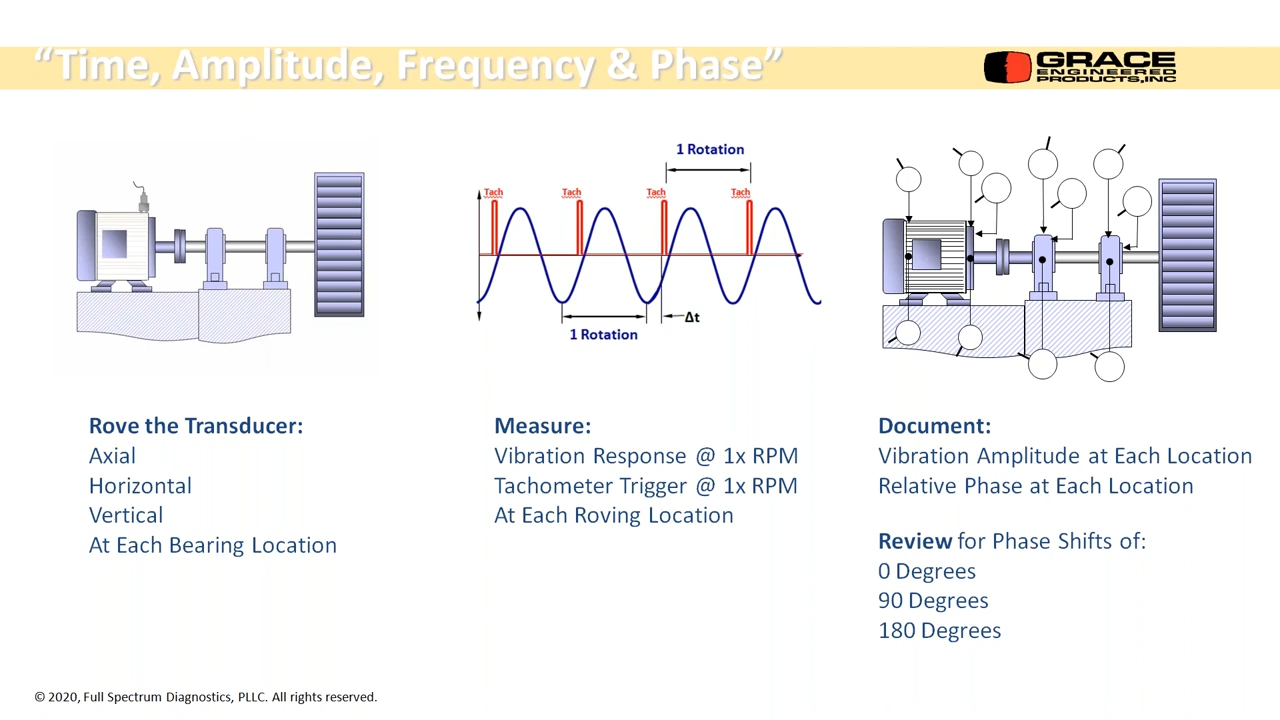 “Time, Amplitude, Frequency & Phase”
GRACE
ENGINEERED
PRODUCTS, INC
1 Rotation
Tach
Tach
Tach
Tach
Δt
1 Rotation
Rove the Transducer:
Axial
Horizontal
Vertical
At Each Bearing Location
Measure:
Vibration Response @ 1x RPM
Tachometer Trigger @ 1x RPM
At Each Roving Location
Document:
Vibration Amplitude at Each Location
Relative Phase at Each Location
Review for Phase Shifts of:
0 Degrees
90 Degrees
180 Degrees
© 2020, Full Spectrum Diagnostics, PLLC. All rights reserved.